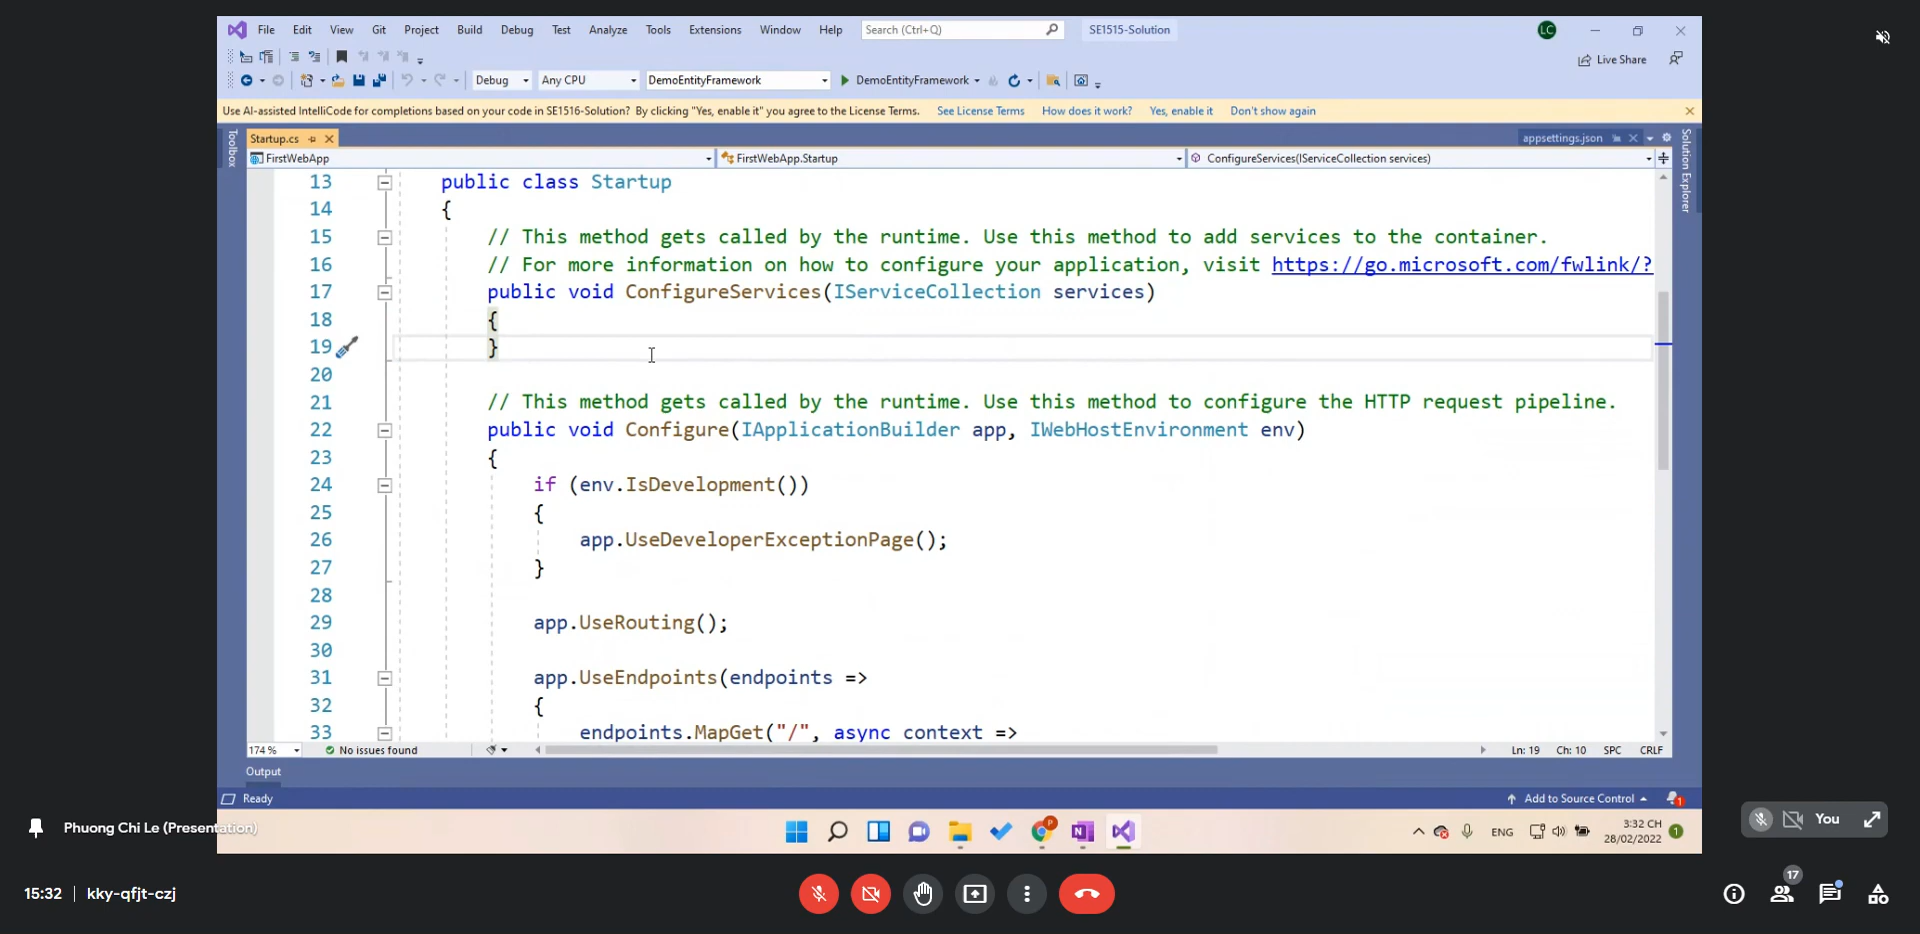 File Edit View Git Project Build Debug Test Analyze Tools Extensions Window Help Search (Ctrl+Q) SE1515-Solution LC
Live Share
Debug Any CPU DemoEntityFramework DemoEntityFramework
Use AI-assisted IntelliCode for completions based on your code in SE1516-Solution? By clicking "Yes, enable it" you agree to the License Terms. See License Terms How does it work? Yes, enable it Don't show again
Toolbox
Startup.cs appsettings.json
Solution Explorer
FirstWebApp FirstWebApp.Startup ConfigureServices(IServiceCollection services)
13 public class Startup
14 {
15 // This method gets called by the runtime. Use this method to add services to the container.
16 // For more information on how to configure your application, visit https://go.microsoft.com/fwlink/?
17 public void ConfigureServices(IServiceCollection services)
18 {
19 }
20
21 // This method gets called by the runtime. Use this method to configure the HTTP request pipeline.
22 public void Configure(IApplicationBuilder app, IWebHostEnvironment env)
23 {
24 if (env.IsDevelopment())
25 {
26 app.UseDeveloperExceptionPage();
27 }
28
29 app.UseRouting();
30
31 app.UseEndpoints(endpoints =>
32 {
33 endpoints.MapGet("/", async context =>
174 % No issues found Ln: 19 Ch: 10 SPC CRLF
Output
Ready Add to Source Control 1
Phuong Chi Le (Presentation)
P N
ENG 3:32 CH
28/02/2022 1
You
15:32 | kky-qfjt-czj
17